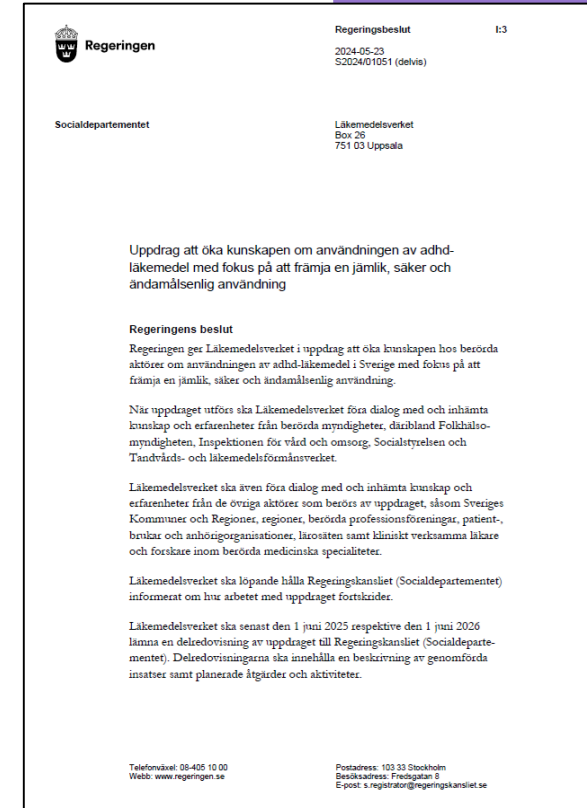 Regeringen
Regeringsbeslut I:3
2024-05-23
S2024/01051 (delvis)
Socialdepartementet
Läkemedelsverket
Box 26
751 03 Uppsala
Uppdrag att öka kunskapen om användningen av adhd-
läkemedel med fokus på att främja en jämlik, säker och
ändamålsenlig användning
Regeringens beslut
Regeringen ger Läkemedelsverket i uppdrag att öka kunskapen hos berörda
aktörer om användningen av adhd-läkemedel i Sverige med fokus på att
främja en jämlik, säker och ändamålsenlig användning.
När uppdraget utförs ska Läkemedelsverket föra dialog med och inhämta
kunskap och erfarenheter från berörda myndigheter, däribland Folkhälso-
myndigheten, Inspektionen för vård och omsorg, Socialstyrelsen och
Tandvårds- och läkemedelsförmånsverket.
Läkemedelsverket ska även föra dialog med och inhämta kunskap och
erfarenheter från de övriga aktörer som berörs av uppdraget, såsom Sveriges
Kommuner och Regioner, regioner, berörda professionsföreningar, patient-,
brukar och anhörigorganisationer, lärosäten samt kliniskt verksamma läkare
och forskare inom berörda medicinska specialiteter.
Läkemedelsverket ska löpande hålla Regeringskansliet (Socialdepartementet)
informerat om hur arbetet med uppdraget fortskrider.
Läkemedelsverket ska senast den 1 juni 2025 respektive den 1 juni 2026
lämna en delredovisning av uppdraget till Regeringskansliet (Socialdeparte-
mentet). Delredovisningarna ska innehålla en beskrivning av genomförda
insatser samt planerade åtgärder och aktiviteter.
Telefonväxel: 08-405 10 00
Webb: www.regeringen.se
Postadress: 103 33 Stockholm
Besöksadress: Fredsgatan 8
E-post: s.registrator@regeringskansliet.se